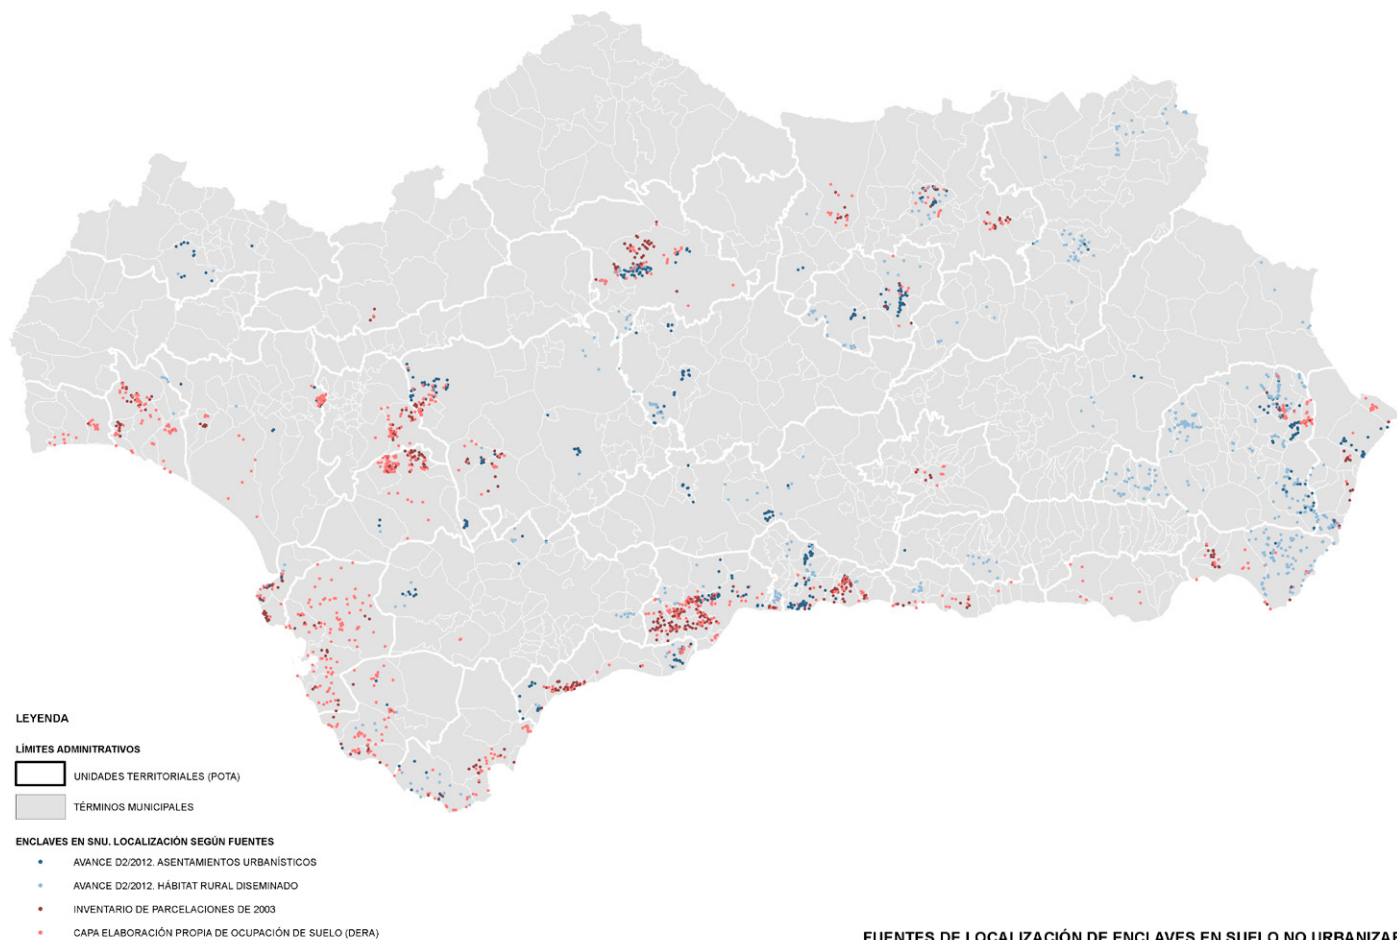 LEYENDA
LÍMITES ADMINITRATIVOS
UNIDADES TERRITORIALES (POTA)
TÉRMINOS MUNICIPALES
ENCLAVES EN SNU. LOCALIZACIÓN SEGÚN FUENTES
AVANCE D2/2012. ASENTAMIENTOS URBANÍSTICOS
AVANCE D2/2012. HÁBITAT RURAL DISEMINADO
INVENTARIO DE PARCELACIONES DE 2003
CAPA ELABORACIÓN PROPIA DE OCUPACIÓN DE SUELO (DERA)
FUENTES DE LOCALIZACIÓN DE ENCLAVES EN SUELO NO